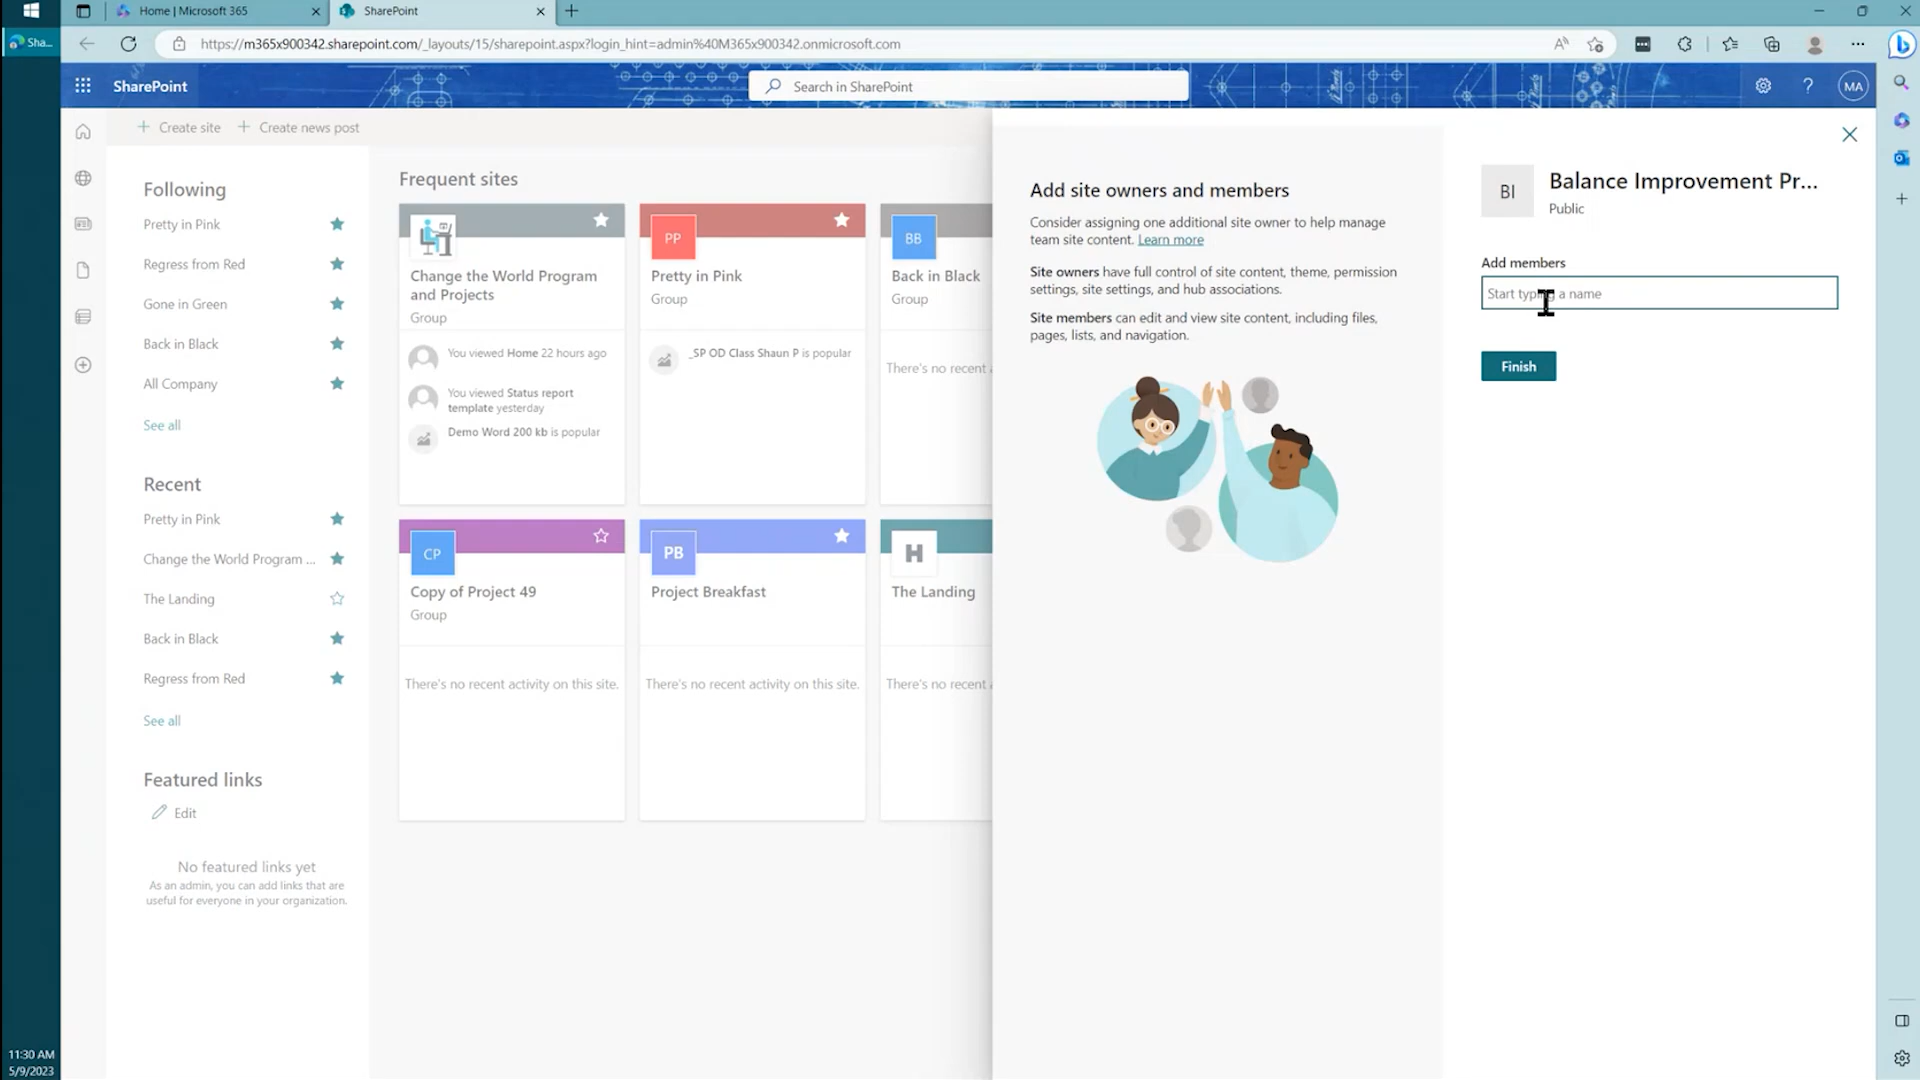 Home | Microsoft 365
SharePoint
Sha...
https://m365x900342.sharepoint.com/_layouts/15/sharepoint.aspx?login_hint=admin%40M365x900342.onmicrosoft.com
SharePoint
Search in SharePoint
?
MA
+ Create site + Create news post
Following
Pretty in Pink
Regress from Red
Gone in Green
Back in Black
All Company
See all
Recent
Pretty in Pink
Change the World Program ...
The Landing
Back in Black
Regress from Red
See all
Featured links
Edit
No featured links yet
As an admin, you can add links that are
useful for everyone in your organization.
Frequent sites
Change the World Program
and Projects
Group
You viewed Home 22 hours ago
You viewed Status report
template yesterday
Demo Word 200 kb is popular
PP
Pretty in Pink
Group
_SP OD Class Shaun P is popular
BB
Back in Black
Group
There's no recent
CP
Copy of Project 49
Group
There's no recent activity on this site.
PB
Project Breakfast
There's no recent activity on this site.
H
The Landing
There's no recent
Add site owners and members
Consider assigning one additional site owner to help manage
team site content. Learn more
Site owners have full control of site content, theme, permission
settings, site settings, and hub associations.
Site members can edit and view site content, including files,
pages, lists, and navigation.
BI
Balance Improvement Pr...
Public
Add members
Start typing a name
Finish
11:30 AM
5/9/2023